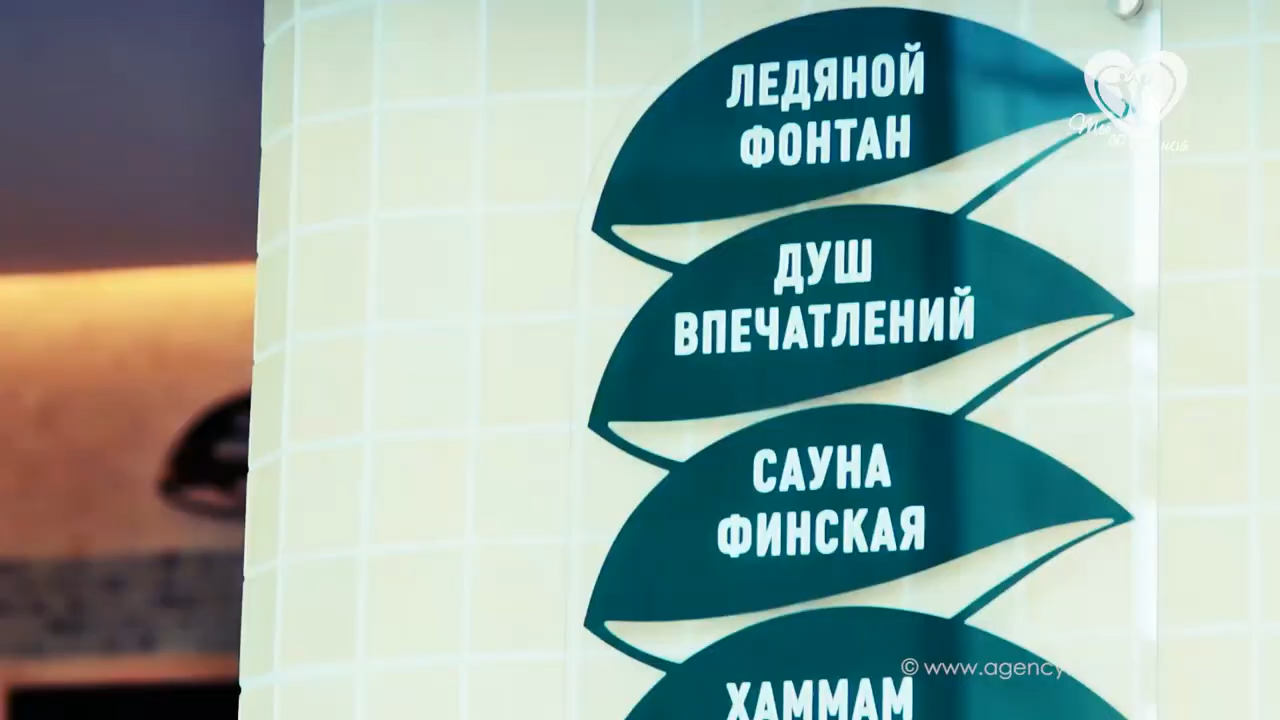 ЛЕДЯНОЙ
ФОНТАН
ДУШ
ВПЕЧАТЛЕНИЙ
САУНА
ФИНСКАЯ
ХАММАМ
© www.agency